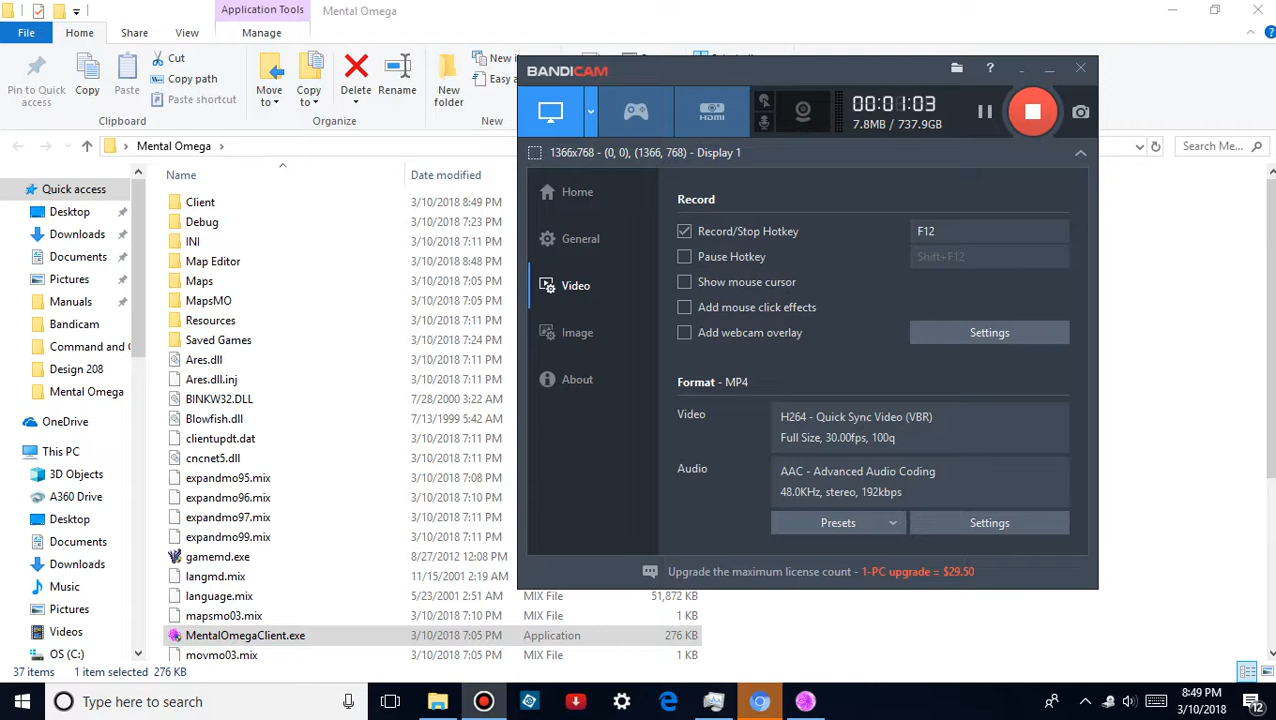 Application Tools
Mental Omega
File
Home
Share
View
Manage
Pin to Quick access
Copy
Paste
Cut
Copy path
Paste shortcut
Clipboard
Move to
Copy to
Delete
Rename
Organize
New folder
New
Mental Omega
Search Me...
Quick access
Desktop
Downloads
Documents
Pictures
Manuals
Bandicam
Command and
Design 208
Mental Omega
OneDrive
This PC
3D Objects
A360 Drive
Desktop
Documents
Downloads
Music
Pictures
Videos
OS (C:)
Name Date modified
Client 3/10/2018 8:49 PM
Debug 3/10/2018 7:23 PM
INI 3/10/2018 7:11 PM
Map Editor 3/10/2018 8:48 PM
Maps 3/10/2018 7:05 PM
MapsMO 3/10/2018 7:05 PM
Resources 3/10/2018 7:11 PM
Saved Games 3/10/2018 7:24 PM
Ares.dll 3/10/2018 7:11 PM
Ares.dll.inj 3/10/2018 7:11 PM
BINKW32.DLL 7/28/2000 3:22 AM
Blowfish.dll 7/13/1999 5:42 AM
clientupdt.dat 3/10/2018 7:11 PM
cncnet5.dll 3/10/2018 7:11 PM
expandmo95.mix 3/10/2018 7:08 PM
expandmo96.mix 3/10/2018 7:10 PM
expandmo97.mix 3/10/2018 7:11 PM
expandmo99.mix 3/10/2018 7:11 PM
gamemd.exe 8/27/2012 12:08 PM
langmd.mix 11/15/2001 2:19 AM
language.mix 5/23/2001 2:51 AM MIX File 51,872 KB
mapsmo03.mix 3/10/2018 7:10 PM MIX File 1 KB
MentalOmegaClient.exe 3/10/2018 7:05 PM Application 276 KB
movmo03.mix 3/10/2018 7:05 PM MIX File 1 KB
37 items 1 item selected 276 KB
BANDICAM
HDMI
00:01:03
7.8MB / 737.9GB
1366x768 - (0, 0), (1366, 768) - Display 1
Home
General
Video
Image
About
Record
Record/Stop Hotkey F12
Pause Hotkey Shift+F12
Show mouse cursor
Add mouse click effects
Add webcam overlay Settings
Format - MP4
Video
H264 - Quick Sync Video (VBR)
Full Size, 30.00fps, 100q
Audio
AAC - Advanced Audio Coding
48.0KHz, stereo, 192kbps
Presets Settings
Upgrade the maximum license count - 1-PC upgrade = $29.50
Type here to search
8:49 PM
3/10/2018
12